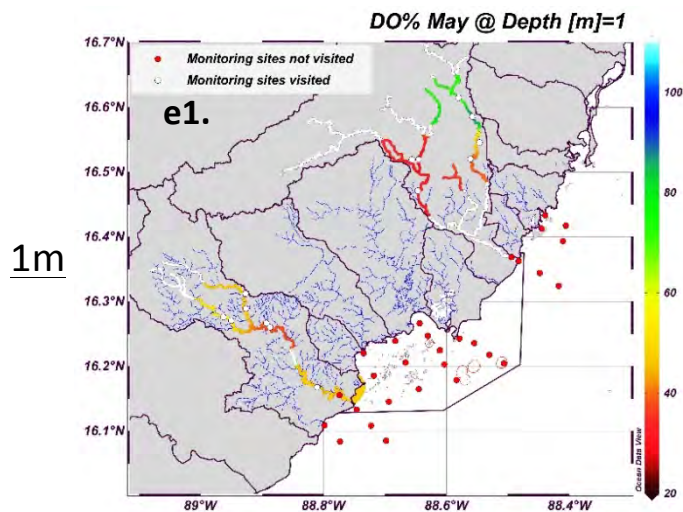 DO% May @ Depth [m]=1
16.7°N
Monitoring sites not visited
Monitoring sites visited
e1.
100
16.6°N
16.5°N
80
16.4°N
1m
16.3°N
60
16.2°N
40
16.1°N
Ocean Data View
20
89°W
88.8°W
88.6°W
88.4°W